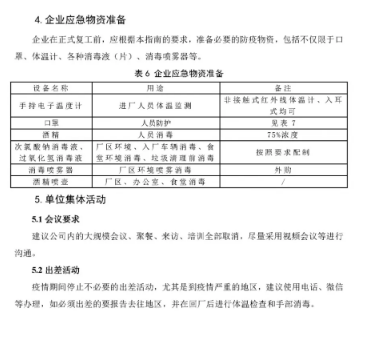 4. 企业应急物资准备
企业在正式复工前，应根据本指南的要求，准备必要的防疫物资，包括不仅限于口
罩、体温计、各种消毒液（片）、消毒喷雾器等。
表 6 企业应急物资准备
设备名称 用途 备注
手持电子温度计 进厂人员体温监测 非接触式红外线体温计、入耳
式均可
口罩 人员防护 见表 7
酒精 人员消毒 75%浓度
次氯酸钠消毒液、 厂区环境、入厂车辆消毒、食 按照要求配制
过氧化氢消毒液 堂环境消毒、垃圾清理前消毒
消毒喷雾器 厂区环境喷雾消毒 外购
酒精喷壶 厂区、办公室、食堂消毒 /
5. 单位集体活动
5.1 会议要求
建议公司内的大规模会议、聚餐、来访、培训全部取消，尽量采用视频会议等进行
沟通。
5.2 出差活动
疫情期间停止不必要的出差活动，尤其是到疫情严重的地区，建议使用电话、微信
等办理，如必须出差的要报告去往地区，并在回厂后进行体温检查和手部消毒。